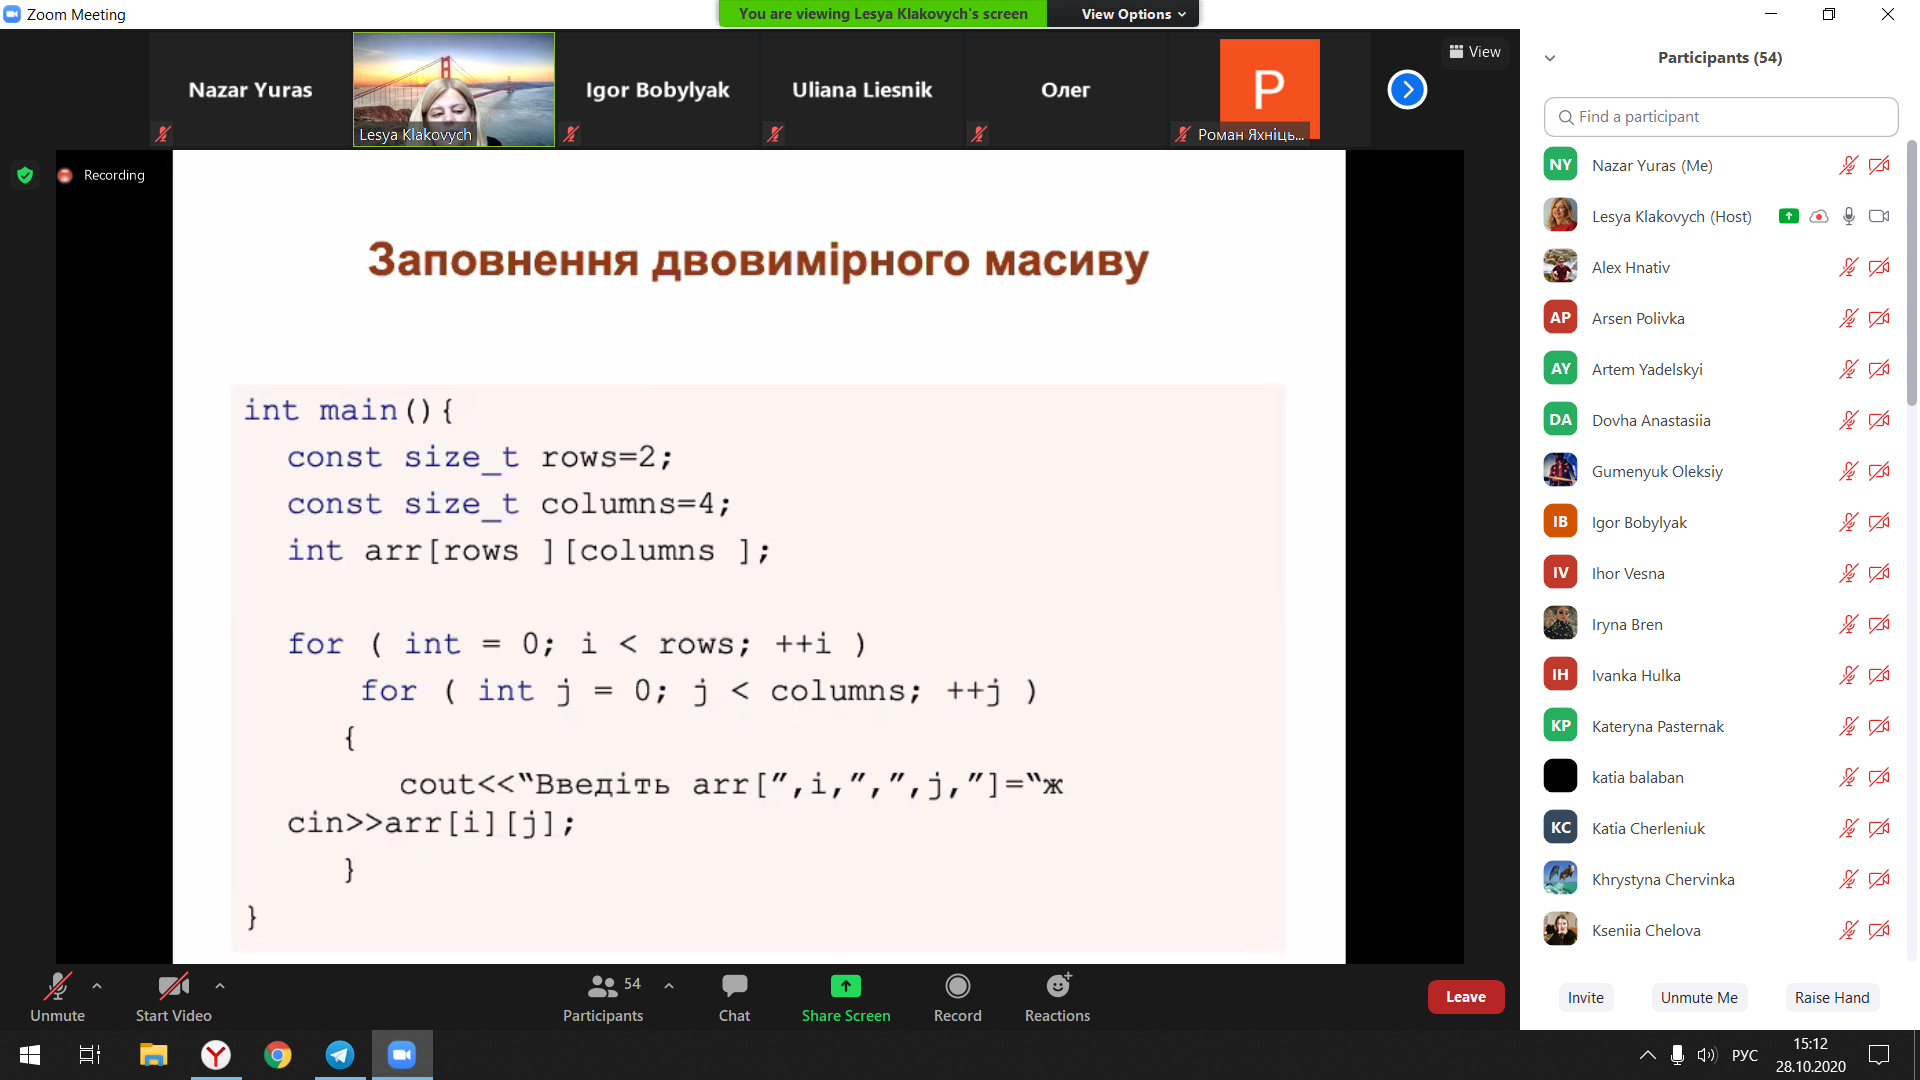 Zoom Meeting
You are viewing Lesya Klakovych's screen
View Options
Nazar Yuras
Lesya Klakovych
Igor Bobylyak
Uliana Liesnik
Олег
P
Роман Яхніць...
View
Recording
Заповнення двовимірного масиву
int main(){
const size_t rows=2;
const size_t columns=4;
int arr[rows ][columns ];
for ( int = 0; i < rows; ++i )
for ( int j = 0; j < columns; ++j )
{
cout<<“Введіть arr[”,i,”,”,j,”]=“ж
cin>>arr[i][j];
}
}
Participants (54)
Find a participant
NY Nazar Yuras (Me)
Lesya Klakovych (Host)
Alex Hnativ
AP Arsen Polivka
AY Artem Yadelskyi
DA Dovha Anastasiia
Gumenyuk Oleksiy
IB Igor Bobylyak
IV Ihor Vesna
Iryna Bren
IH Ivanka Hulka
KP Kateryna Pasternak
katia balaban
KC Katia Cherleniuk
Khrystyna Chervinka
Kseniia Chelova
Invite
Unmute Me
Raise Hand
Unmute
Start Video
54
Participants
Chat
Share Screen
Record
Reactions
Leave
РУС
15:12
28.10.2020